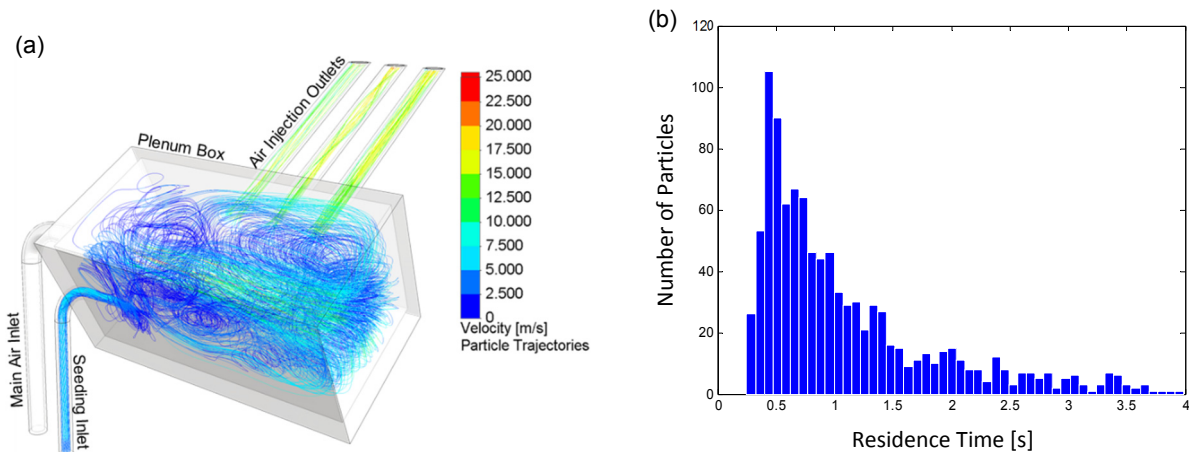 (a)
Air Injection Outlets
Plenum Box
Main Air Inlet
Seeding Inlet
25.000
22.500
20.000
17.500
15.000
12.500
10.000
7.500
5.000
2.500
0
Velocity [m/s]
Particle Trajectories
(b)
120
100
80
60
40
20
0
Number of Particles
0
0.5
1
1.5
2
2.5
3
3.5
4
Residence Time [s]